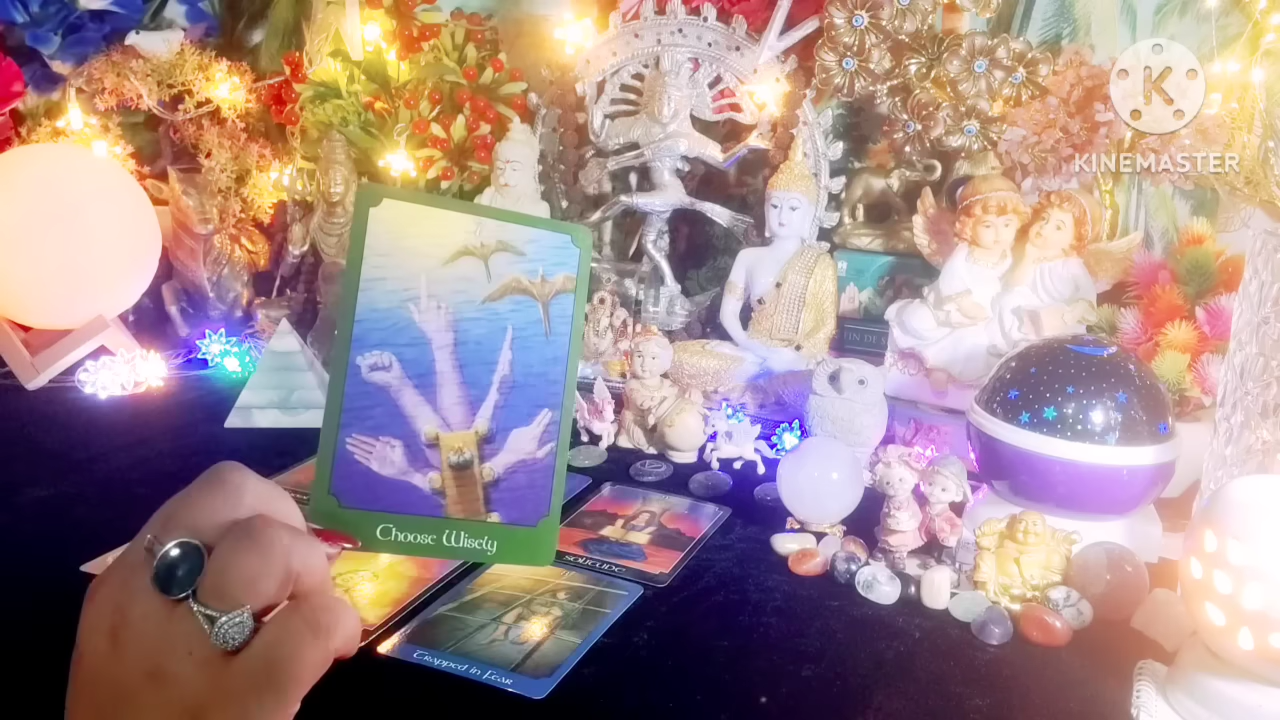 K
KINEMASTER
Choose Wisely
SOLITUDE
Trapped in Fear